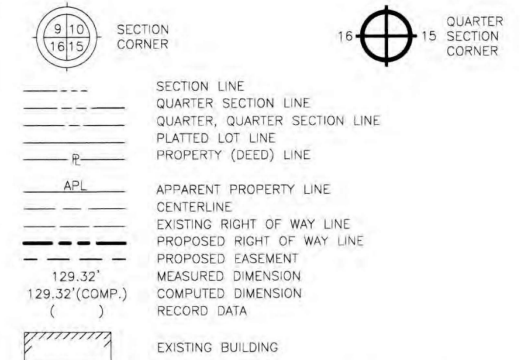 9 10 SECTION
16 15 CORNER
QUARTER
16 15 SECTION
CORNER
SECTION LINE
QUARTER SECTION LINE
QUARTER, QUARTER SECTION LINE
PLATTED LOT LINE
PL PROPERTY (DEED) LINE
APL APPARENT PROPERTY LINE
CENTERLINE
EXISTING RIGHT OF WAY LINE
PROPOSED RIGHT OF WAY LINE
PROPOSED EASEMENT
129.32' MEASURED DIMENSION
129.32'(COMP.) COMPUTED DIMENSION
( ) RECORD DATA
EXISTING BUILDING